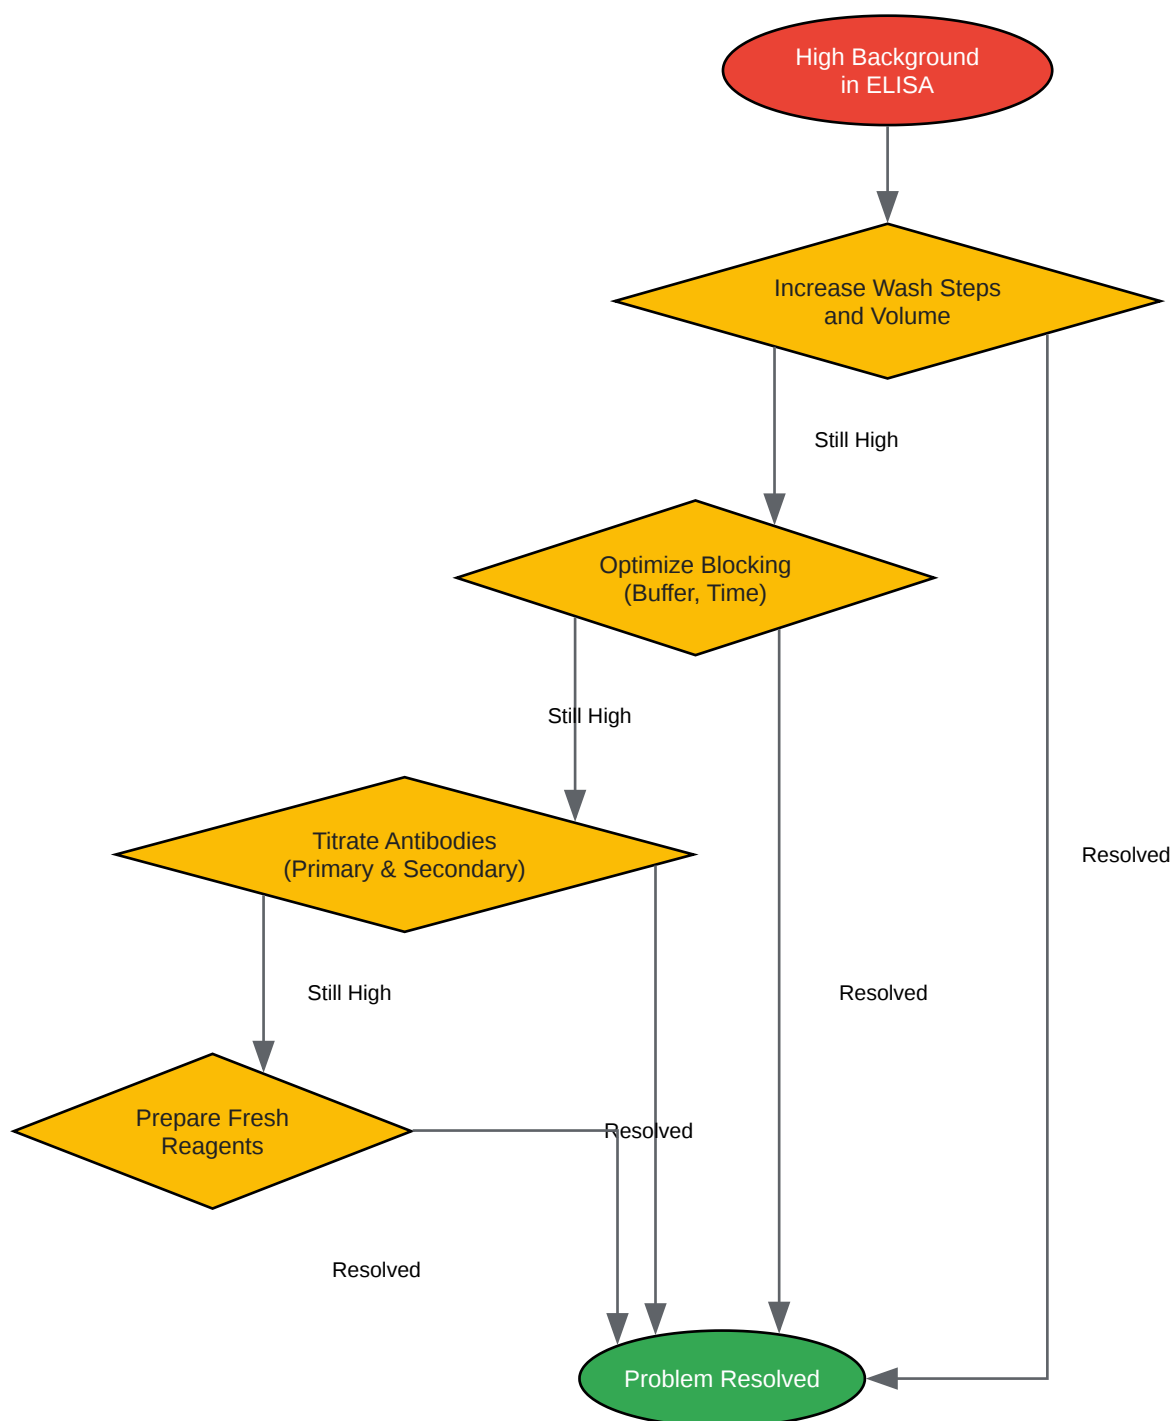 High Background
in ELISA
Increase Wash Steps
and Volume
Still High
Optimize Blocking
(Buffer, Time)
Still High
Titrate Antibodies
(Primary & Secondary)
Resolved
Still High
Resolved
Prepare Fresh
Reagents
Resolved
Resolved
Problem Resolved